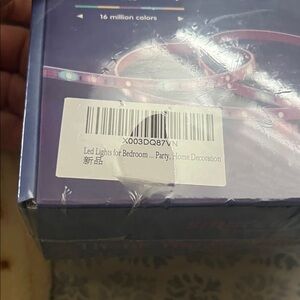 ◄ 16 million colors ►
X003DQ87VN
Led Lights for Bedroom ... Party, Home Decoration
新品